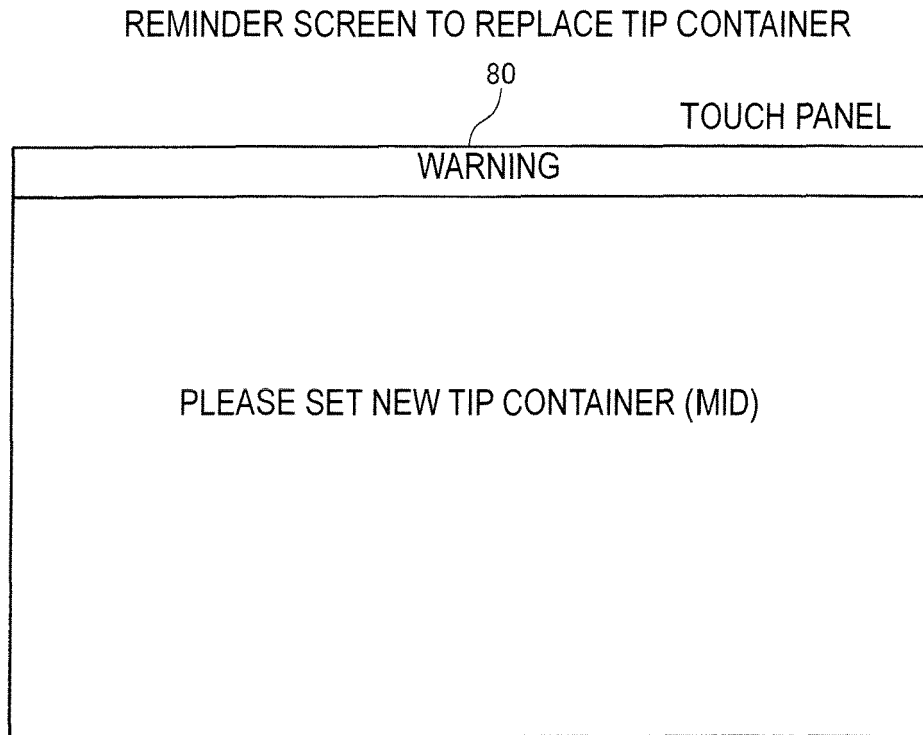 REMINDER SCREEN TO REPLACE TIP CONTAINER
80
TOUCH PANEL
WARNING
PLEASE SET NEW TIP CONTAINER (MID)